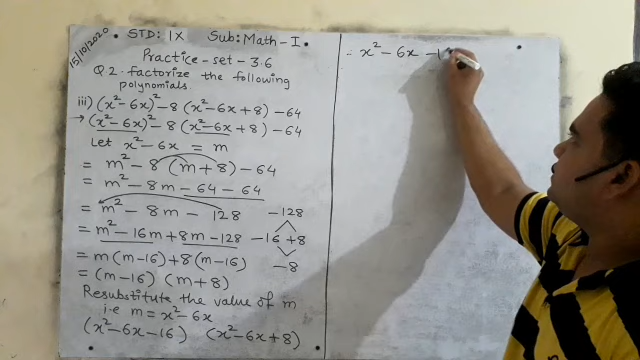 15/10/2020
• STD: IX Sub: Math - I •
Practice - set - 3.6
Q 2. factorize the following
polynomials.
iii) (x² - 6x)² - 8 (x² - 6x + 8) - 64
→ (x² - 6x)² - 8 (x² - 6x + 8) - 64
Let x² - 6x = m
= m² - 8 (m + 8) - 64
= m² - 8m - 64 - 64
= m² - 8m - 128 -128
= m² - 16m + 8m - 128 -16 +8
= m (m - 16) + 8 (m - 16) -8
= (m - 16) (m + 8)
Resubstitute the value of m
i.e m = x² - 6x
(x² - 6x - 16) (x² - 6x + 8)
∴ x² - 6x - 1